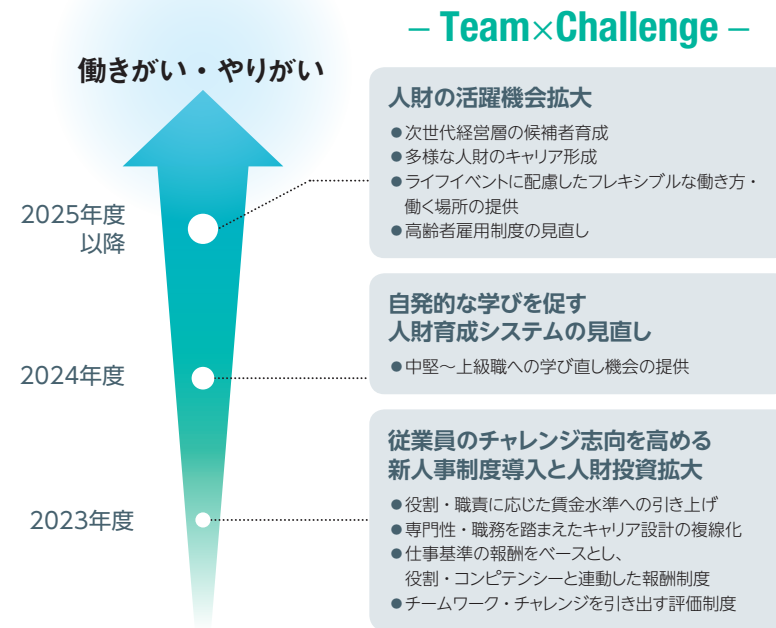 – Team×Challenge –
働きがい・やりがい
2025年度
以降
人財の活躍機会拡大
●次世代経営層の候補者育成
●多様な人財のキャリア形成
●ライフイベントに配慮したフレキシブルな働き方・
働く場所の提供
●高齢者雇用制度の見直し
2024年度
自発的な学びを促す
人財育成システムの見直し
●中堅〜上級職への学び直し機会の提供
2023年度
従業員のチャレンジ志向を高める
新人事制度導入と人財投資拡大
●役割・職責に応じた賃金水準への引き上げ
●専門性・職務を踏まえたキャリア設計の複線化
●仕事基準の報酬をベースとし、
役割・コンピテンシーと連動した報酬制度
●チームワーク・チャレンジを引き出す評価制度